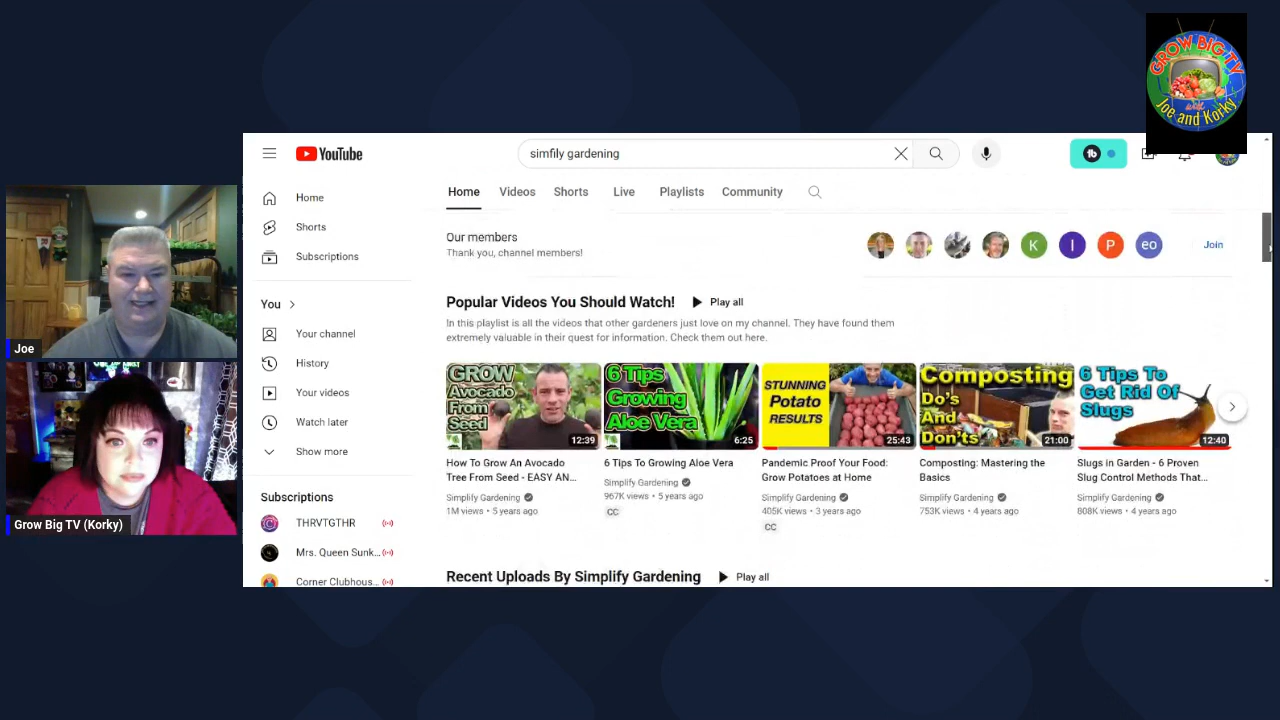 GROW BIG TV
with
Joe and Korky
YouTube
simfily gardening
Home
Videos
Shorts
Live
Playlists
Community
Home
Shorts
Subscriptions
You
Your channel
History
Your videos
Watch later
Show more
Subscriptions
THRVTGTHR
Mrs. Queen Sunk...
Corner Clubhous...
Our members
Thank you, channel members!
K
I
P
eo
Join
Popular Videos You Should Watch!
Play all
In this playlist is all the videos that other gardeners just love on my channel. They have found them
extremely valuable in their quest for information. Check them out here.
GROW
Avocado
From
Seed
12:39
How To Grow An Avocado
Tree From Seed - EASY AN...
Simplify Gardening
1M views • 5 years ago
6 Tips
Growing
Aloe Vera
6:25
6 Tips To Growing Aloe Vera
Simplify Gardening
967K views • 5 years ago
CC
STUNNING
Potato
RESULTS
25:43
Pandemic Proof Your Food:
Grow Potatoes at Home
Simplify Gardening
405K views • 3 years ago
CC
Composting
Do's
And
Don'ts
21:00
Composting: Mastering the
Basics
Simplify Gardening
753K views • 4 years ago
6 Tips To
Get Rid Of
Slugs
12:40
Slugs in Garden - 6 Proven
Slug Control Methods That...
Simplify Gardening
808K views • 4 years ago
Recent Uploads By Simplify Gardening
Play all
Joe
Grow Big TV (Korky)